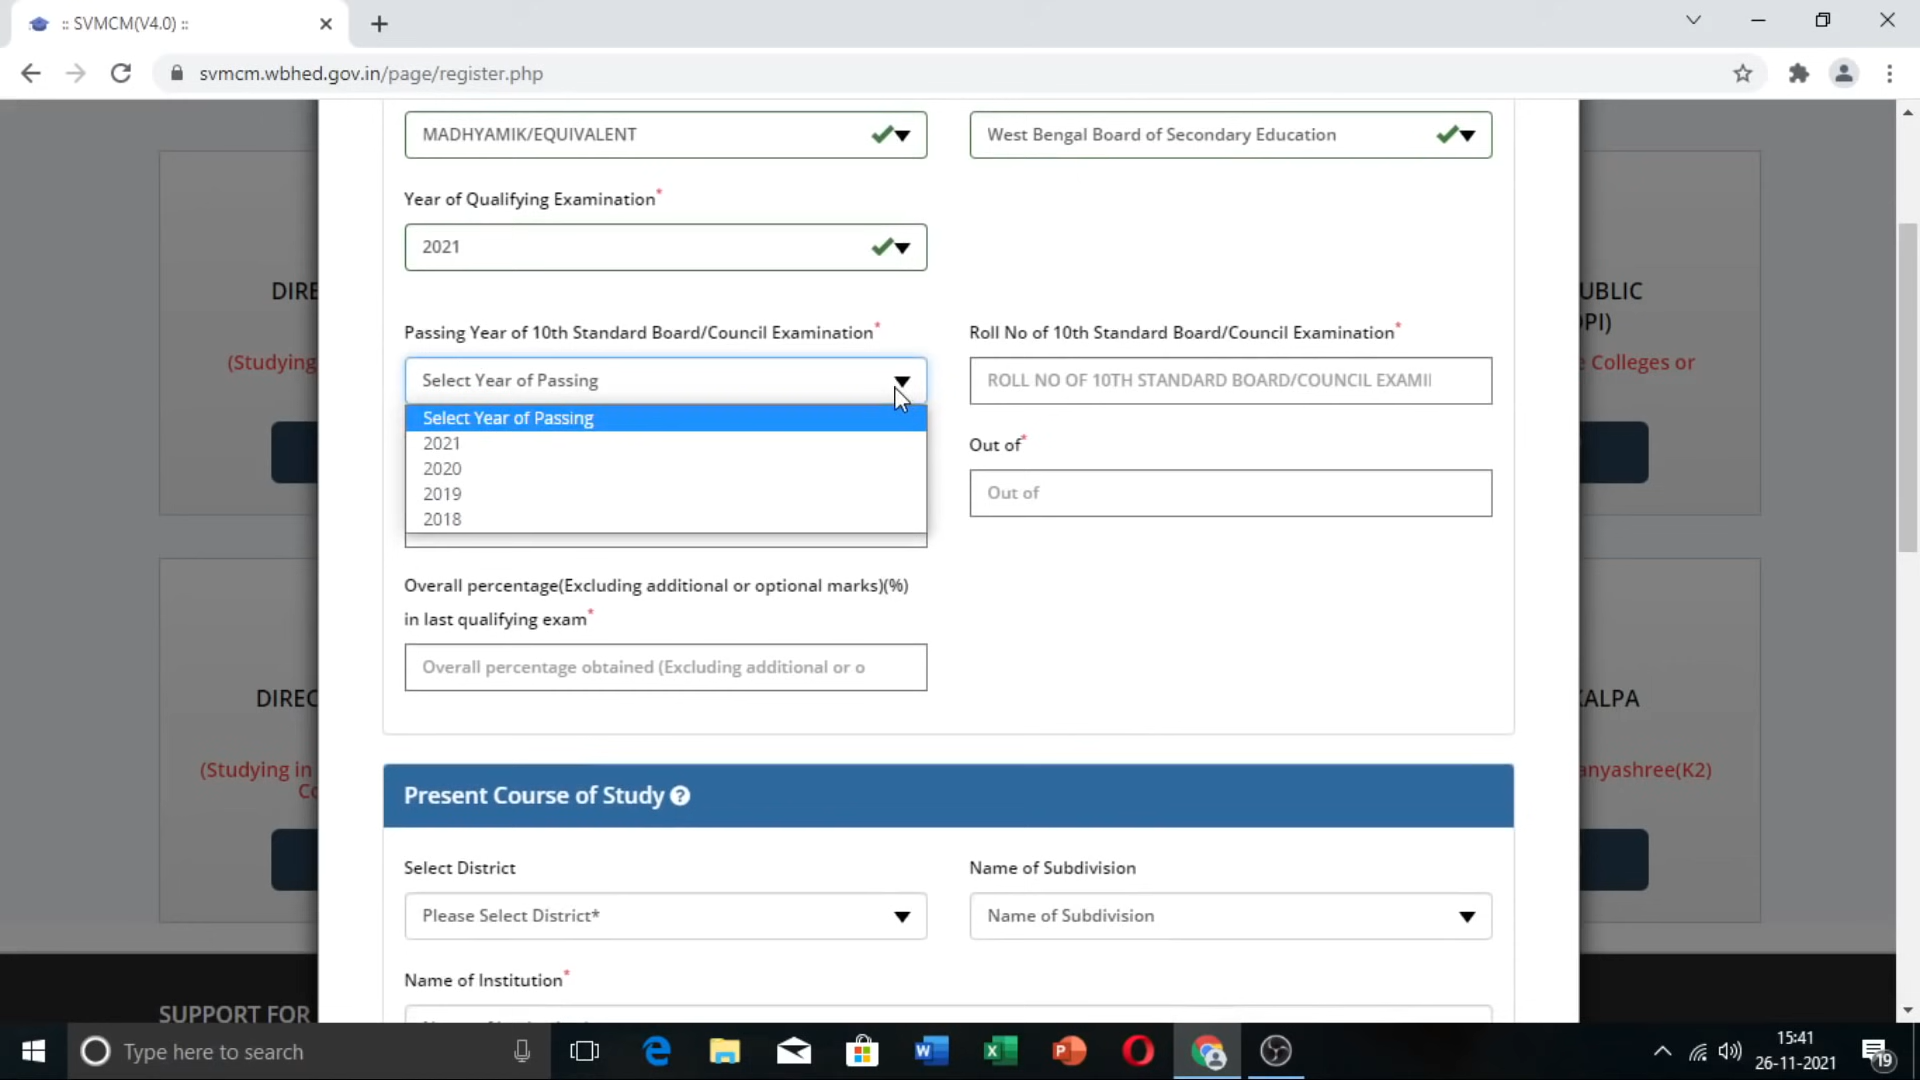 :: SVMCM(V4.0) ::
svmcm.wbhed.gov.in/page/register.php
MADHYAMIK/EQUIVALENT
West Bengal Board of Secondary Education
Year of Qualifying Examination*
2021
Passing Year of 10th Standard Board/Council Examination*
Roll No of 10th Standard Board/Council Examination*
Select Year of Passing
ROLL NO OF 10TH STANDARD BOARD/COUNCIL EXAMI
Select Year of Passing
2021
2020
2019
2018
Out of*
Out of
Overall percentage(Excluding additional or optional marks)(%)
in last qualifying exam*
Overall percentage obtained (Excluding additional or o
Present Course of Study ?
Select District
Name of Subdivision
Please Select District*
Name of Subdivision
Name of Institution*
DIRE
(Studying
UBLIC
PI)
e Colleges or
DIREC
(Studying in
Co
KALPA
anyashree(K2)
SUPPORT FOR
Type here to search
15:41
26-11-2021
19